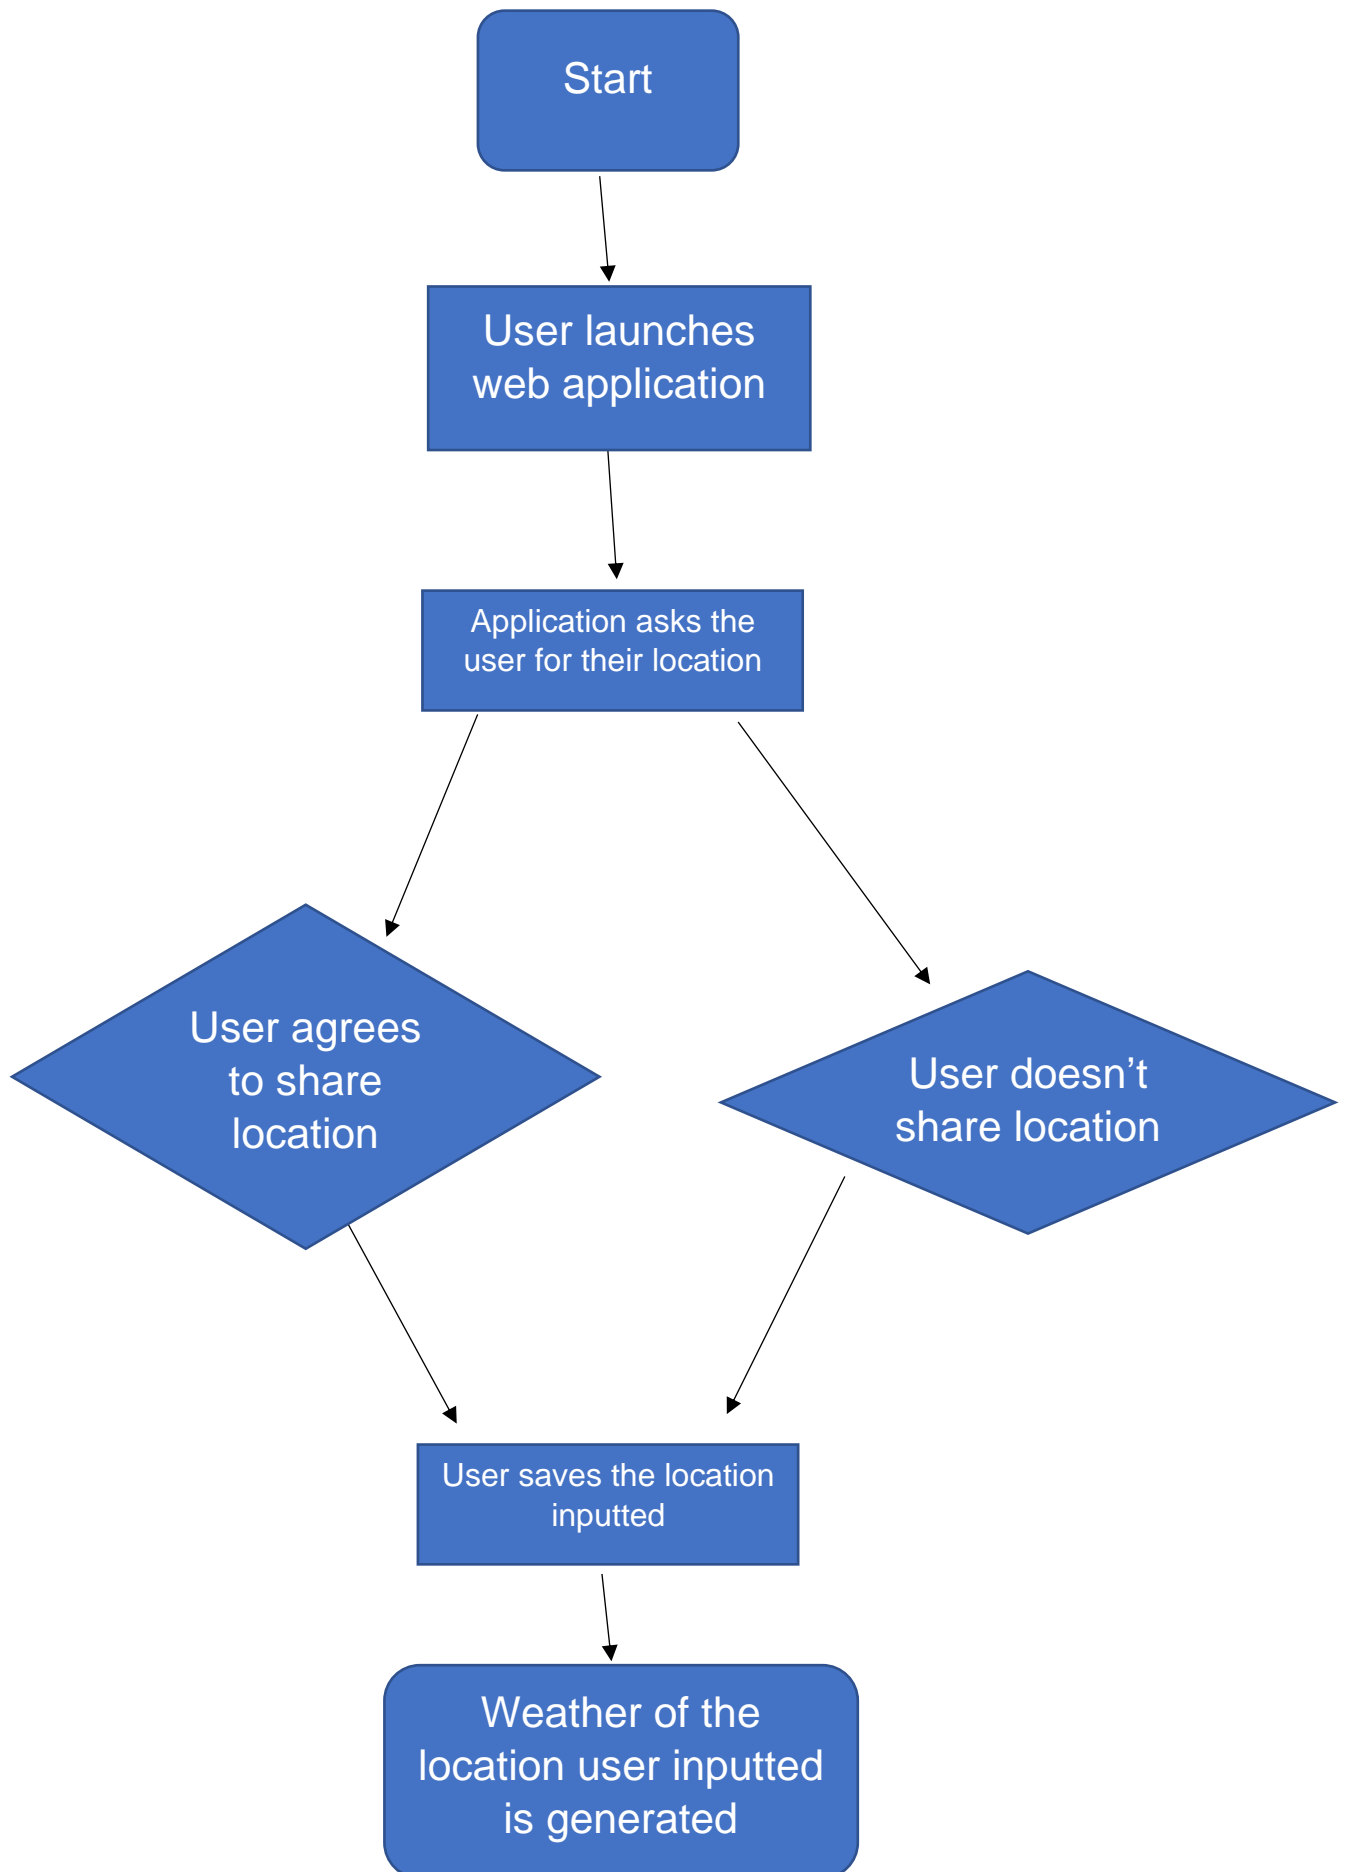 Start
User launches
web application
Application asks the
user for their location
User agrees
to share
location
User doesn’t
share location
User saves the location
inputted
Weather of the
location user inputted
is generated